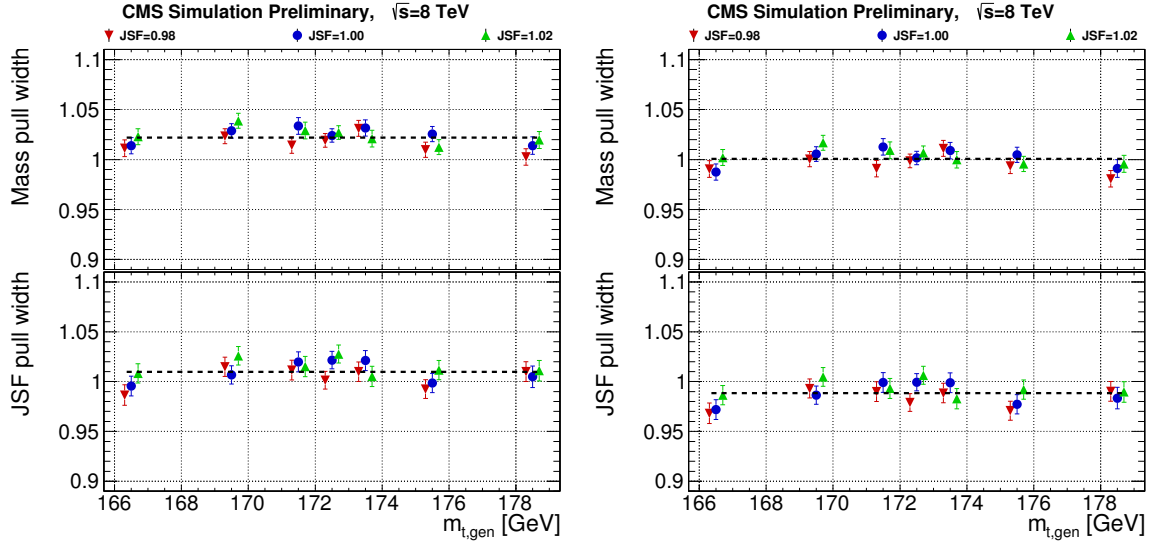 CMS Simulation Preliminary, √s=8 TeV
JSF=0.98 JSF=1.00 JSF=1.02
Mass pull width
1.1
1.05
1
0.95
0.9
JSF pull width
1.1
1.05
1
0.95
0.9
166 168 170 172 174 176 178
m_t,gen [GeV]
CMS Simulation Preliminary, √s=8 TeV
JSF=0.98 JSF=1.00 JSF=1.02
Mass pull width
1.1
1.05
1
0.95
0.9
JSF pull width
1.1
1.05
1
0.95
0.9
166 168 170 172 174 176 178
m_t,gen [GeV]